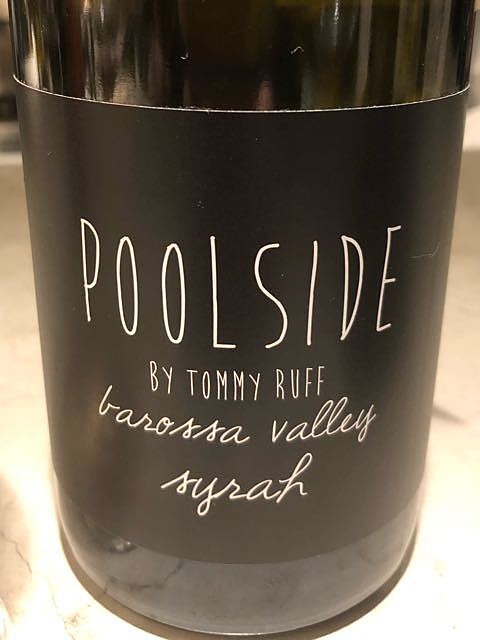 POOLSIDE
BY TOMMY RUFF
barossa valley
syrah